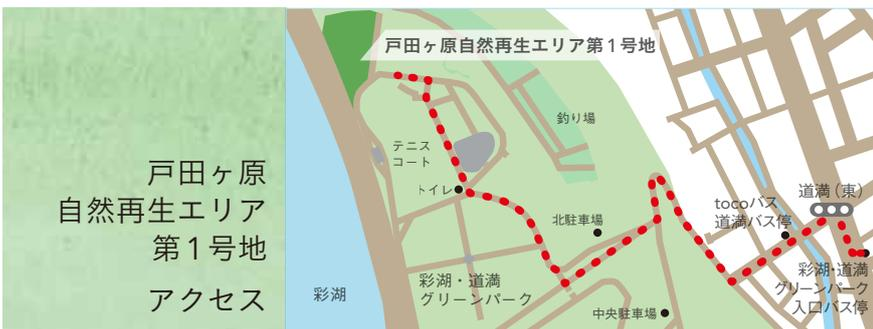 戸田ヶ原
自然再生エリア
第１号地
アクセス
戸田ヶ原自然再生エリア第１号地
釣り場
テニス
コート
トイレ
北駐車場
彩湖・道満
グリーンパーク
彩湖
中央駐車場
tocoバス
道満バス停
道満（東）
彩湖・道満
グリーンパーク
入口バス停